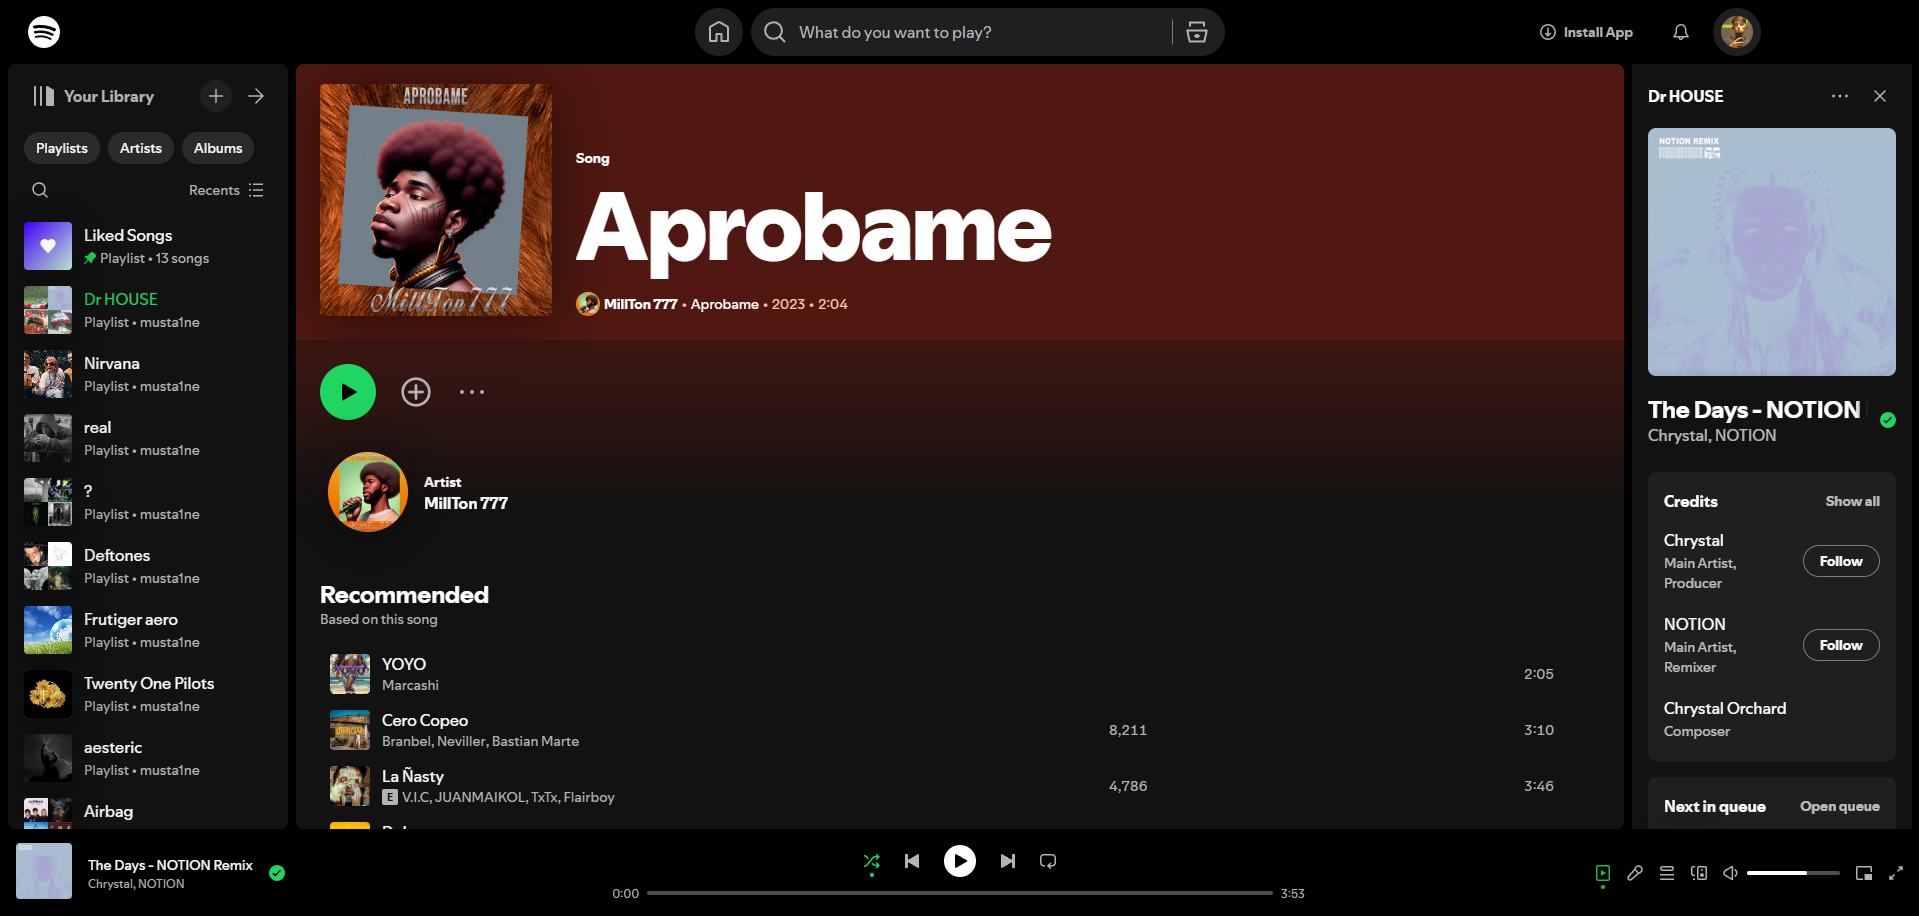 What do you want to play?
Install App
Your Library
Playlists
Artists
Albums
Recents
Liked Songs
Playlist • 13 songs
Dr HOUSE
Playlist • musta1ne
Nirvana
Playlist • musta1ne
real
Playlist • musta1ne
?
Playlist • musta1ne
Deftones
Playlist • musta1ne
Frutiger aero
Playlist • musta1ne
Twenty One Pilots
Playlist • musta1ne
aesteric
Playlist • musta1ne
Airbag
APROBAME
MillTon 777
Song
Aprobame
MillTon 777 • Aprobame • 2023 • 2:04
Artist
MillTon 777
Recommended
Based on this song
YOYO
Marcashi
2:05
Cero Copeo
Branbel, Neviller, Bastian Marte
8,211
3:10
La Ñasty
E V.I.C, JUANMAIKOL, TxTx, Flairboy
4,786
3:46
Dr HOUSE
NOTION REMIX
The Days - NOTION
Chrystal, NOTION
Credits
Show all
Chrystal
Main Artist,
Producer
Follow
NOTION
Main Artist,
Remixer
Follow
Chrystal Orchard
Composer
Next in queue
Open queue
The Days - NOTION Remix
Chrystal, NOTION
0:00
3:53